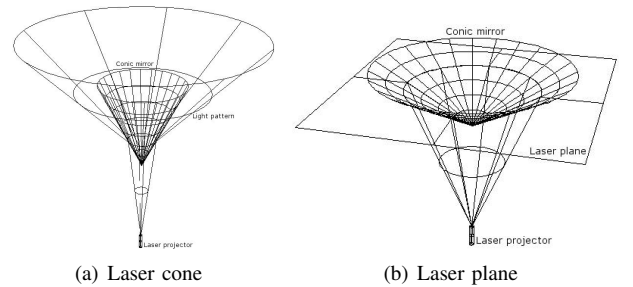 Conic mirror
Light pattern
Laser projector
(a) Laser cone
Conic mirror
Laser plane
Laser projector
(b) Laser plane